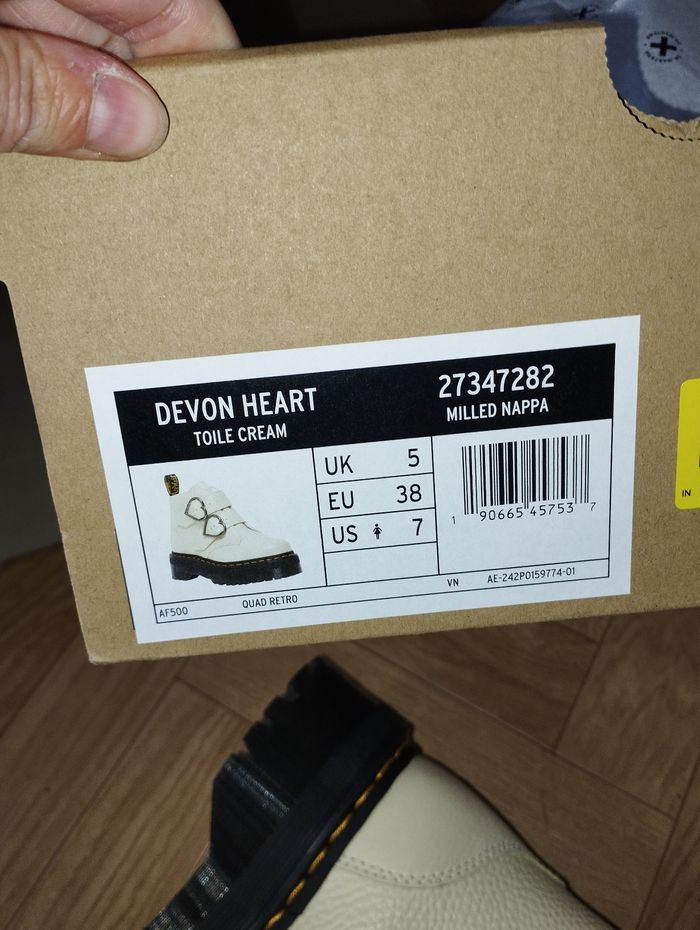 DEVON HEART
TOILE CREAM
27347282
MILLED NAPPA
UK 5
EU 38
US 7
1 90665 45753 7
VN AE-242P0159774-01
AF500 QUAD RETRO
IN